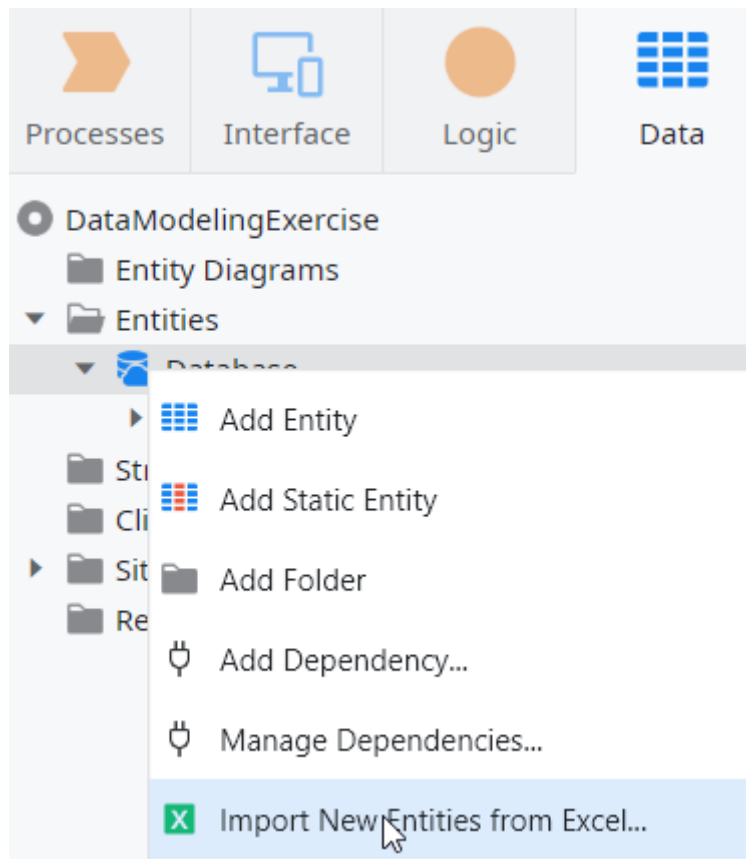 Processes Interface Logic Data
DataModelingExercise
Entity Diagrams
Entities
Database
Add Entity
Add Static Entity
Add Folder
Add Dependency...
Manage Dependencies...
Import New Entities from Excel...